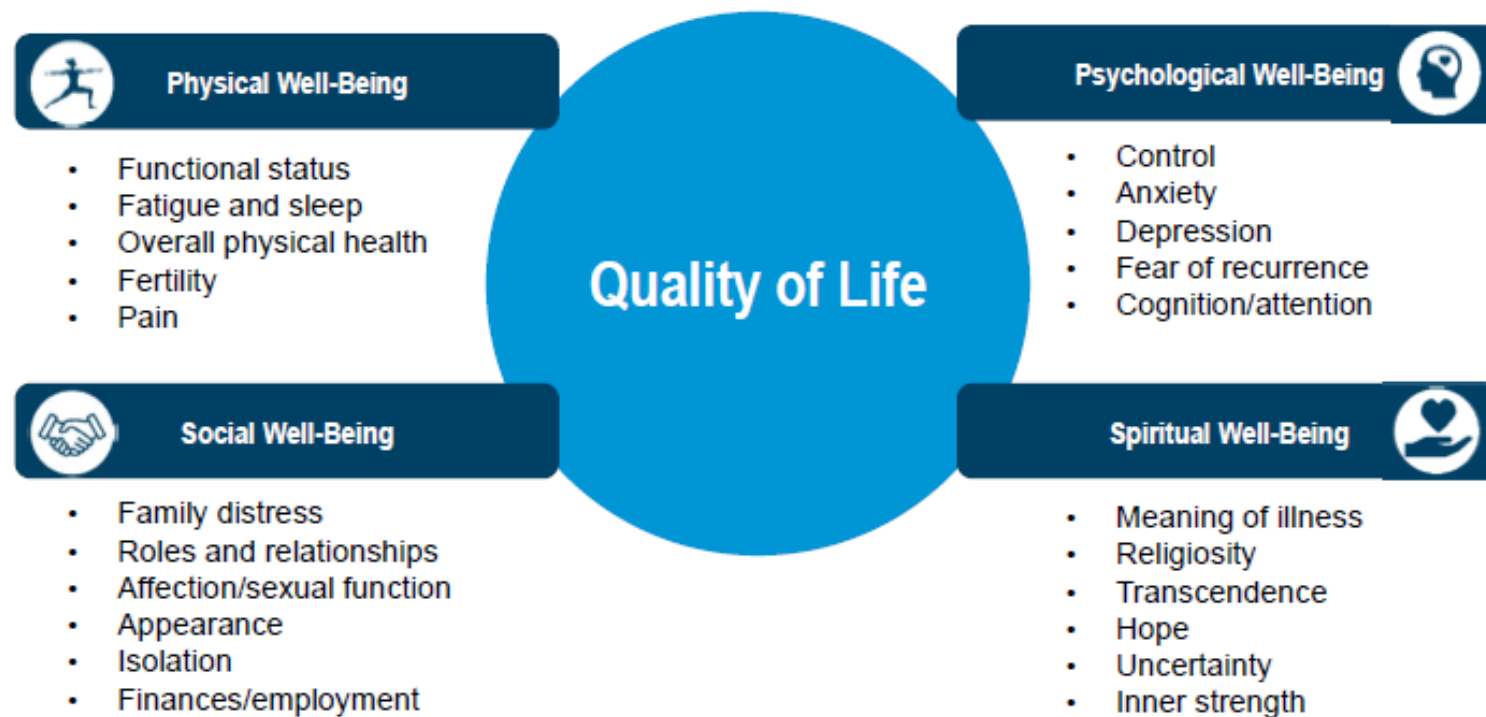 Physical Well-Being
• Functional status
• Fatigue and sleep
• Overall physical health
• Fertility
• Pain
Psychological Well-Being
• Control
• Anxiety
• Depression
• Fear of recurrence
• Cognition/attention
Quality of Life
Social Well-Being
• Family distress
• Roles and relationships
• Affection/sexual function
• Appearance
• Isolation
• Finances/employment
Spiritual Well-Being
• Meaning of illness
• Religiosity
• Transcendence
• Hope
• Uncertainty
• Inner strength